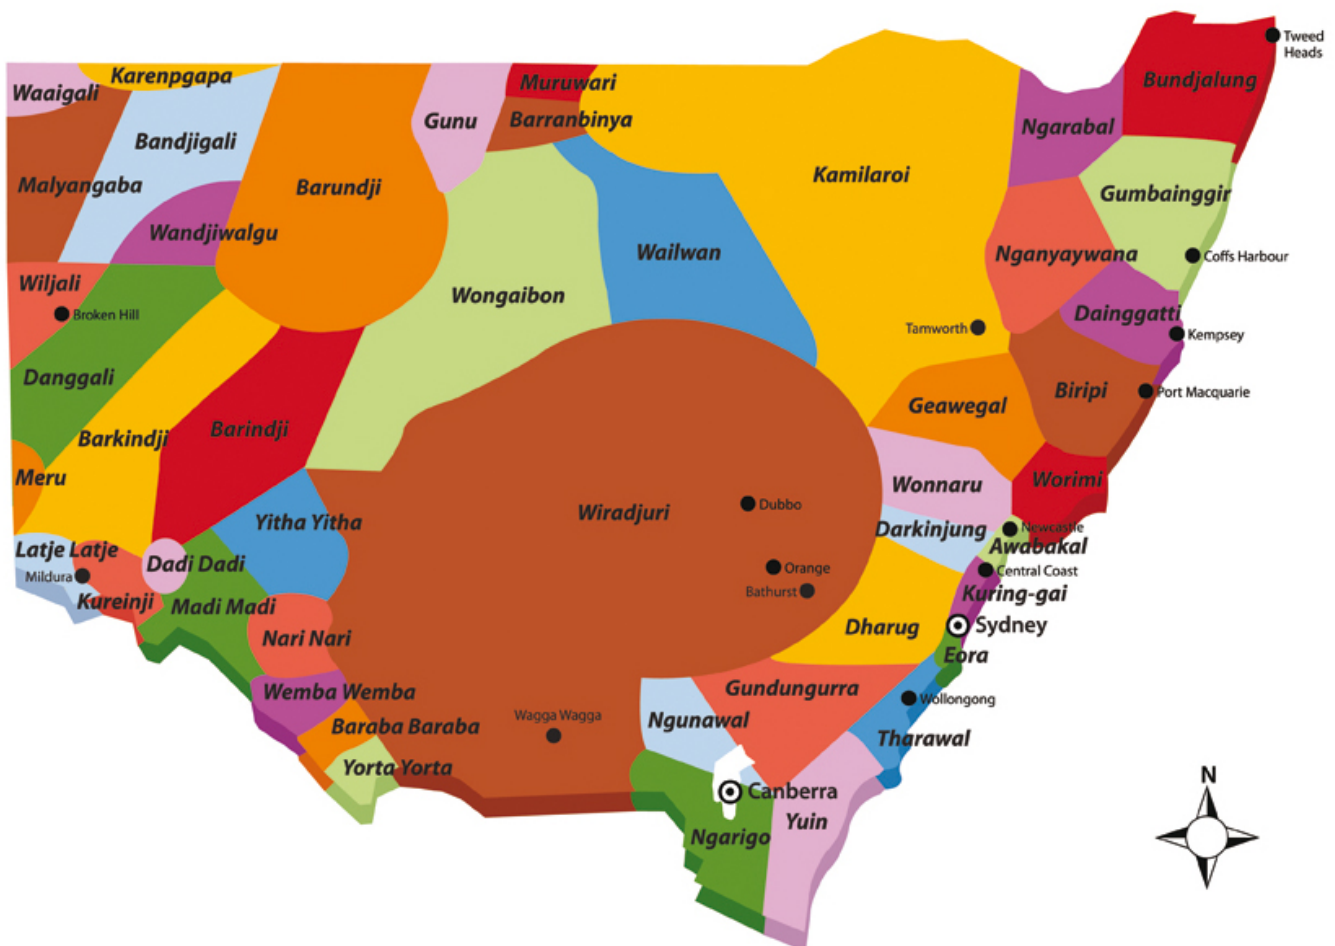 Tweed
Heads
Karenpgapa
Bundjalung
Muruwari
Waaigali
Gunu
Barranbinya
Ngarabal
Bandjigali
Kamilaroi
Malyangaba
Barundji
Gumbainggir
Wandjiwalgu
Wailwan
Nganyaywana
Coffs Harbour
Wiljali
Wongaibon
Broken Hill
Dainggatti
Tamworth
Kempsey
Danggali
Biripi
Port Macquarie
Geawegal
Barindji
Barkindji
Meru
Wonnaru
Worimi
Dubbo
Wiradjuri
Yitha Yitha
Darkinjung
Newcastle
Awabakal
Latje Latje
Dadi Dadi
Orange
Central Coast
Mildura
Bathurst
Kuring-gai
Kureinji
Madi Madi
Dharug
Sydney
Nari Nari
Eora
Wemba Wemba
Gundungurra
Wollongong
Baraba Baraba
Wagga Wagga
Ngunawal
Tharawal
Yorta Yorta
N
Canberra
Yuin
Ngarigo